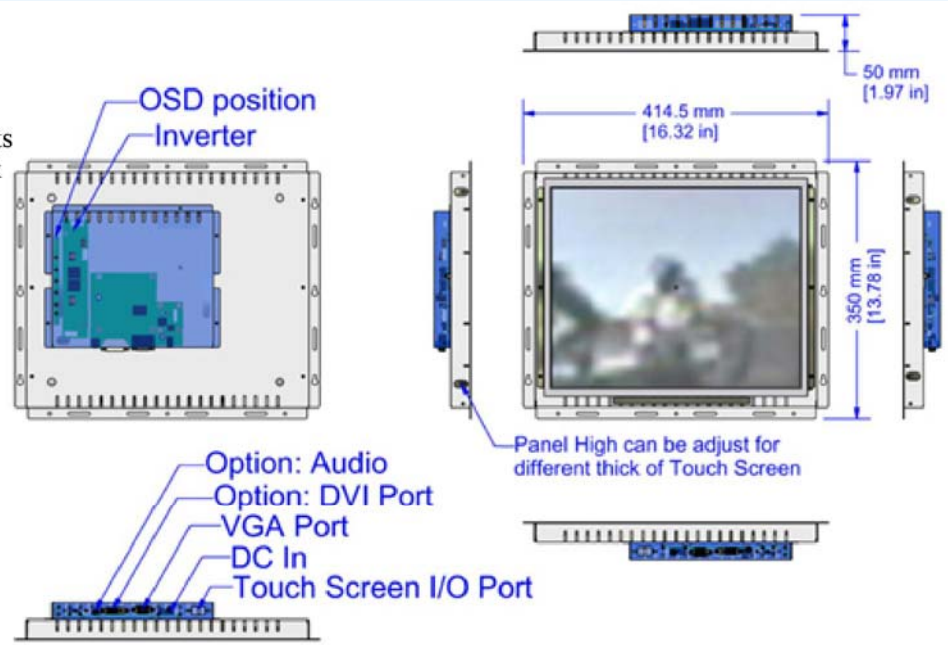 50 mm
[1.97 in]
414.5 mm
[16.32 in]
OSD position
Inverter
ts
t
350 mm
[13.78 in]
Panel High can be adjust for
different thick of Touch Screen
Option: Audio
Option: DVI Port
VGA Port
DC In
Touch Screen I/O Port